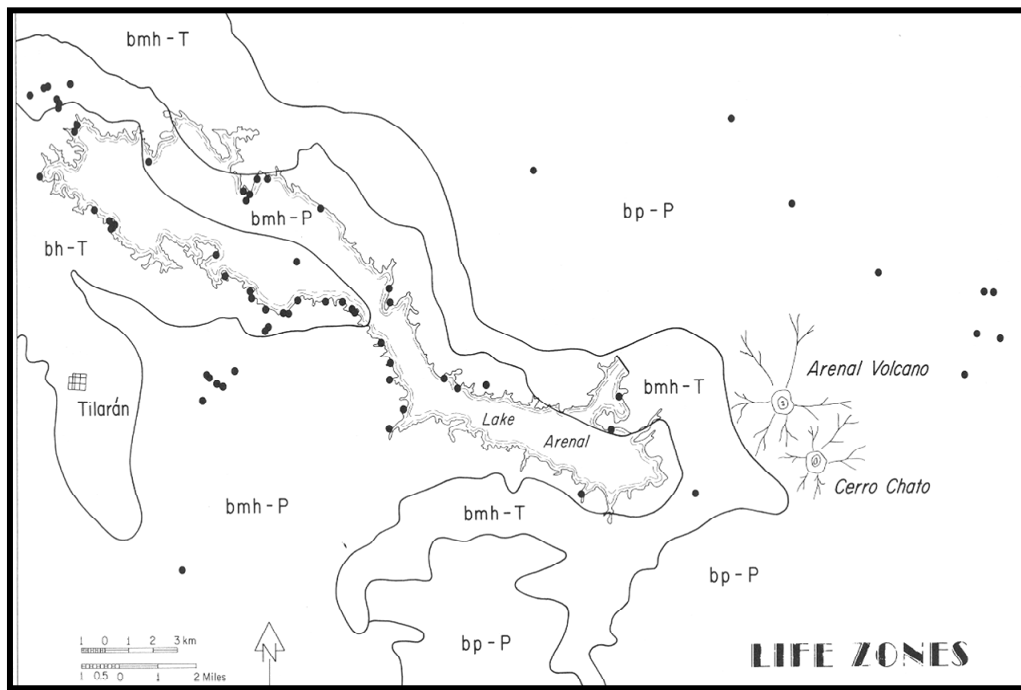 bmh-T
bp-P
bmh-P
bh-T
Arenal Volcano
bmh-T
Tilarán
Lake
Arenal
Cerro Chato
bmh-P
bmh-T
bp-P
bp-P
1 0 1 2 3 km
1 0.5 0 1 2 Miles
LIFE ZONES